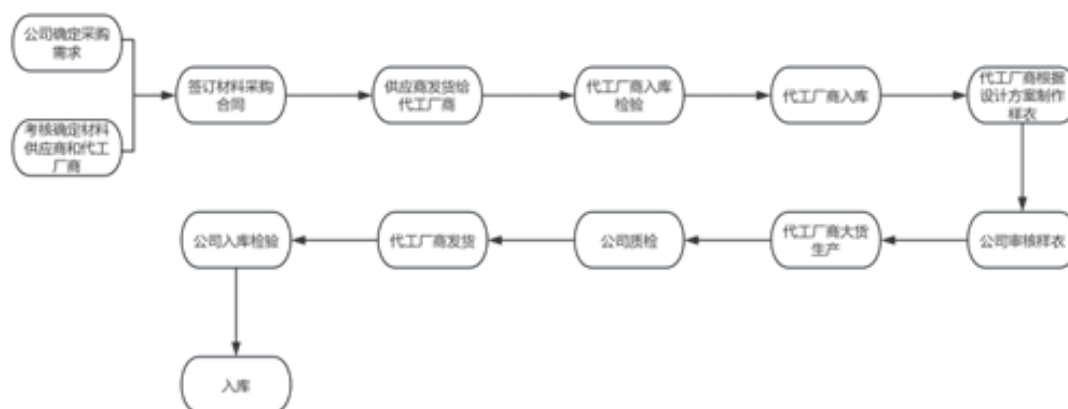 公司确定采购
需求
考核确定材料
供应商和代工
厂商
签订材料采购
合同
供应商发货给
代工厂商
代工厂商入库
检验
代工厂商入库
代工厂商根据
设计方案制作
样衣
公司审核样衣
代工厂商大货
生产
公司质检
代工厂商发货
公司入库检验
入库